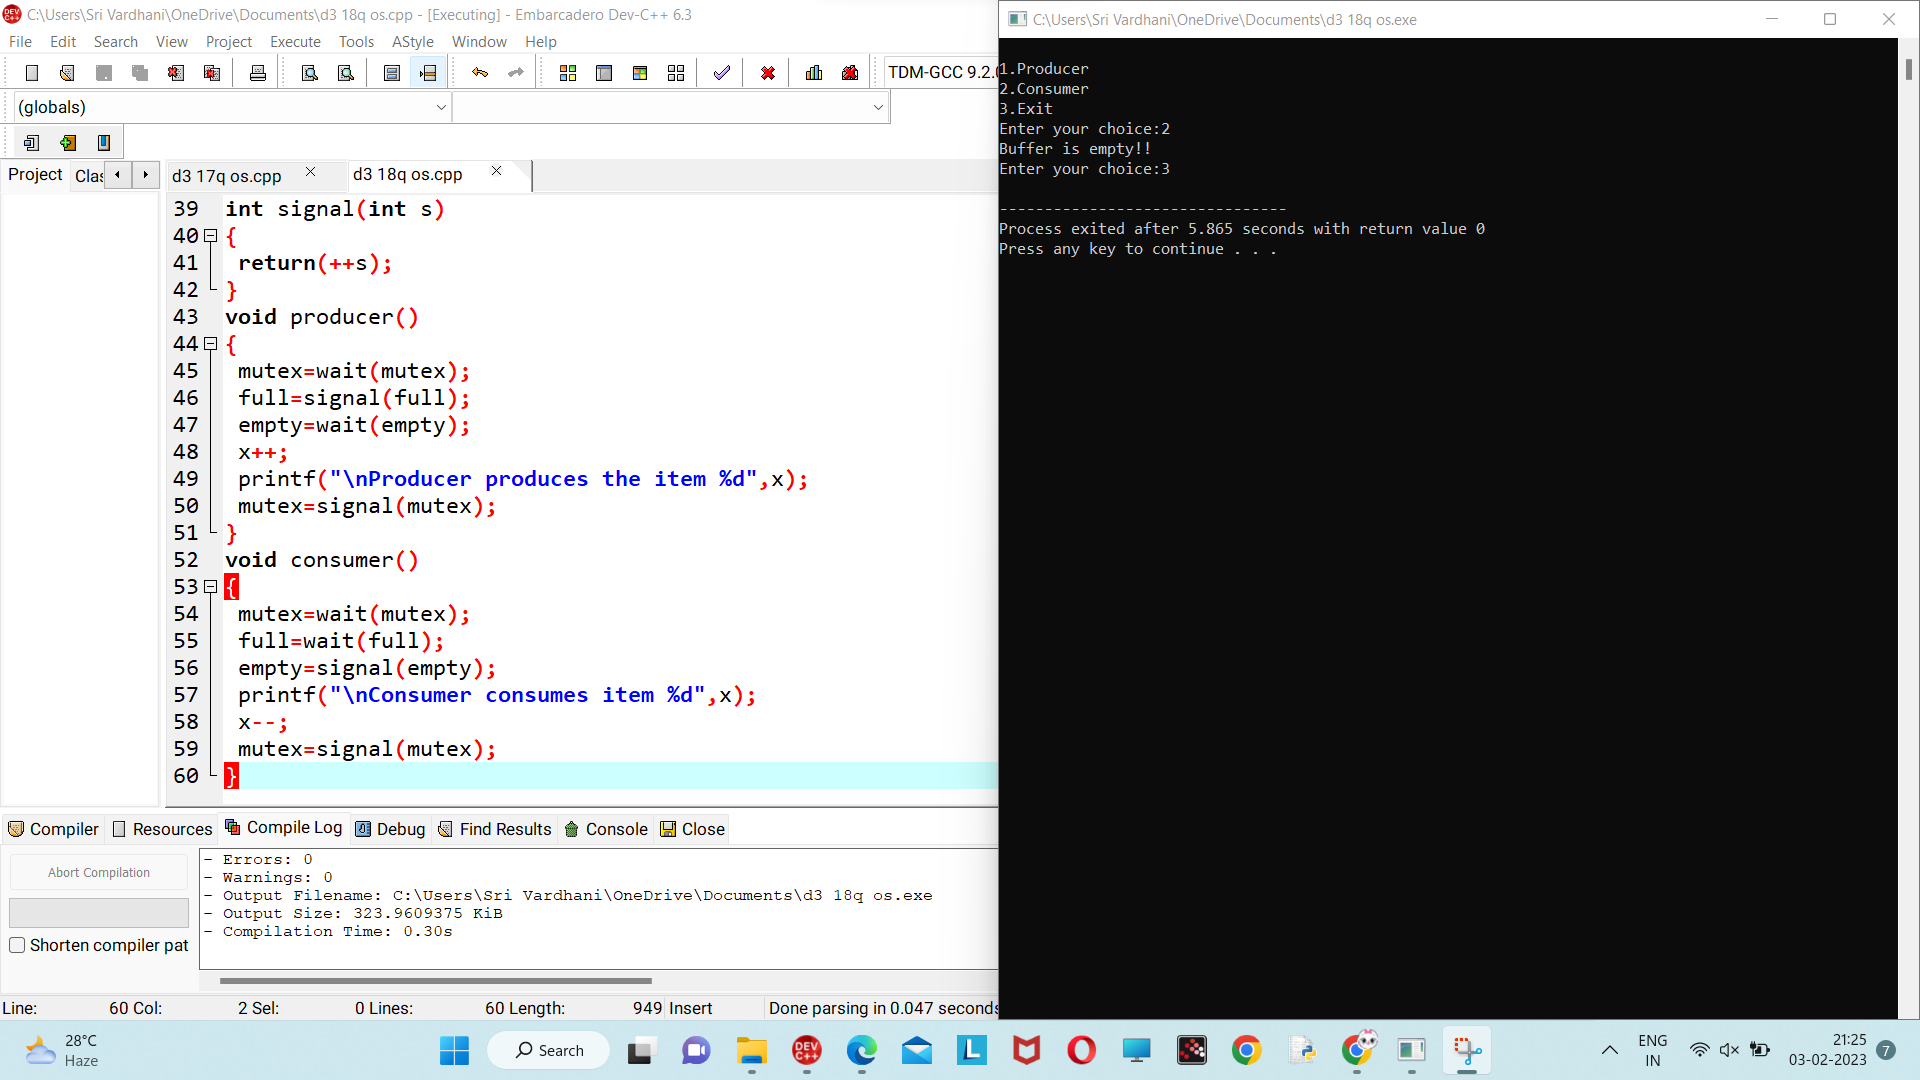 C:\Users\Sri Vardhani\OneDrive\Documents\d3 18q os.cpp - [Executing] - Embarcadero Dev-C++ 6.3
File Edit Search View Project Execute Tools AStyle Window Help
TDM-GCC 9.2.0
(globals)
Project Clas
d3 17q os.cpp
d3 18q os.cpp
39 int signal(int s)
40 {
41 return(++s);
42 }
43 void producer()
44 {
45 mutex=wait(mutex);
46 full=signal(full);
47 empty=wait(empty);
48 x++;
49 printf("\nProducer produces the item %d",x);
50 mutex=signal(mutex);
51 }
52 void consumer()
53 {
54 mutex=wait(mutex);
55 full=wait(full);
56 empty=signal(empty);
57 printf("\nConsumer consumes item %d",x);
58 x--;
59 mutex=signal(mutex);
60 }
Compiler Resources Compile Log Debug Find Results Console Close
Abort Compilation
Shorten compiler pat
- Errors: 0
- Warnings: 0
- Output Filename: C:\Users\Sri Vardhani\OneDrive\Documents\d3 18q os.exe
- Output Size: 323.9609375 KiB
- Compilation Time: 0.30s
Line: 60 Col: 2 Sel: 0 Lines: 60 Length: 949 Insert Done parsing in 0.047 seconds
C:\Users\Sri Vardhani\OneDrive\Documents\d3 18q os.exe
1.Producer
2.Consumer
3.Exit
Enter your choice:2
Buffer is empty!!
Enter your choice:3
--------------------------------
Process exited after 5.865 seconds with return value 0
Press any key to continue . . .
28°C
Haze
Search
DEV C++
L
ENG
IN
21:25
03-02-2023
7